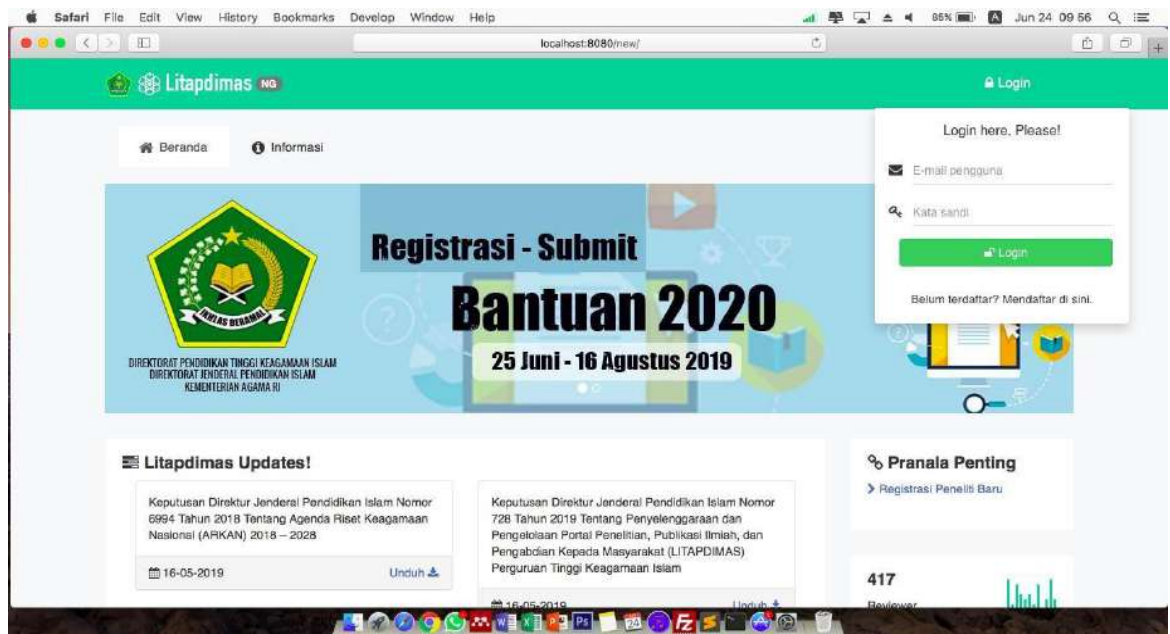 Safari File Edit View History Bookmarks Develop Window Help
85% A Jun 24 09 56
localhost:8080/new/
Litapdimas NG
Login
Beranda
Informasi
Login here, Please!
E-mail pengguna
Kata sandi
Login
Belum terdaftar? Mendaftar di sini.
IKHLAS BERAMAL
DIREKTORAT PENDIDIKAN TINGGI KEAGAMAAN ISLAM
DIREKTORAT JENDERAL PENDIDIKAN ISLAM
KEMENTERIAN AGAMA RI
Registrasi - Submit
Bantuan 2020
25 Juni - 16 Agustus 2019
Litapdimas Updates!
Keputusan Direktur Jenderal Pendidikan Islam Nomor
6994 Tahun 2018 Tentang Agenda Riset Keagamaan
Nasional (ARKAN) 2018 – 2028
16-05-2019
Unduh
Keputusan Direktur Jenderal Pendidikan Islam Nomor
728 Tahun 2019 Tentang Penyelenggaraan dan
Pengelolaan Portal Penelitian, Publikasi Ilmiah, dan
Pengabdian Kepada Masyarakat (LITAPDIMAS)
Perguruan Tinggi Keagamaan Islam
16-05-2019
Unduh
Pranala Penting
Registrasi Peneliti Baru
417
Reviewer